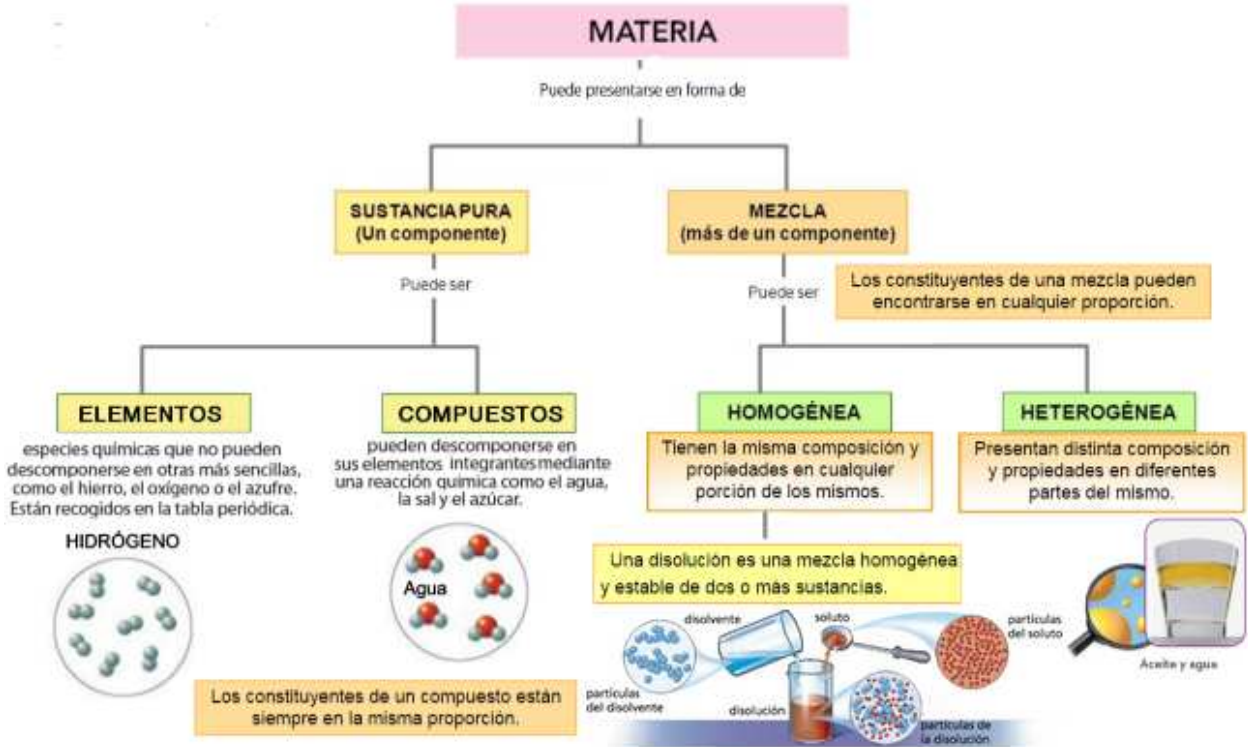 MATERIA
Puede presentarse en forma de
SUSTANCIA PURA
(Un componente)
MEZCLA
(más de un componente)
Puede ser
Puede ser
Los constituyentes de una mezcla pueden
encontrarse en cualquier proporción.
ELEMENTOS
especies químicas que no pueden
descomponerse en otras más sencillas,
como el hierro, el oxígeno o el azufre.
Están recogidos en la tabla periódica.
HIDRÓGENO
COMPUESTOS
pueden descomponerse en
sus elementos integrantes mediante
una reacción química como el agua,
la sal y el azúcar.
Agua
Los constituyentes de un compuesto están
siempre en la misma proporción.
HOMOGÉNEA
Tienen la misma composición y
propiedades en cualquier
porción de los mismos.
Una disolución es una mezcla homogénea
y estable de dos o más sustancias.
disolvente
soluto
partículas
del soluto
partículas
del disolvente
disolución
partículas de
la disolución
HETEROGÉNEA
Presentan distinta composición
y propiedades en diferentes
partes del mismo.
Aceite y agua